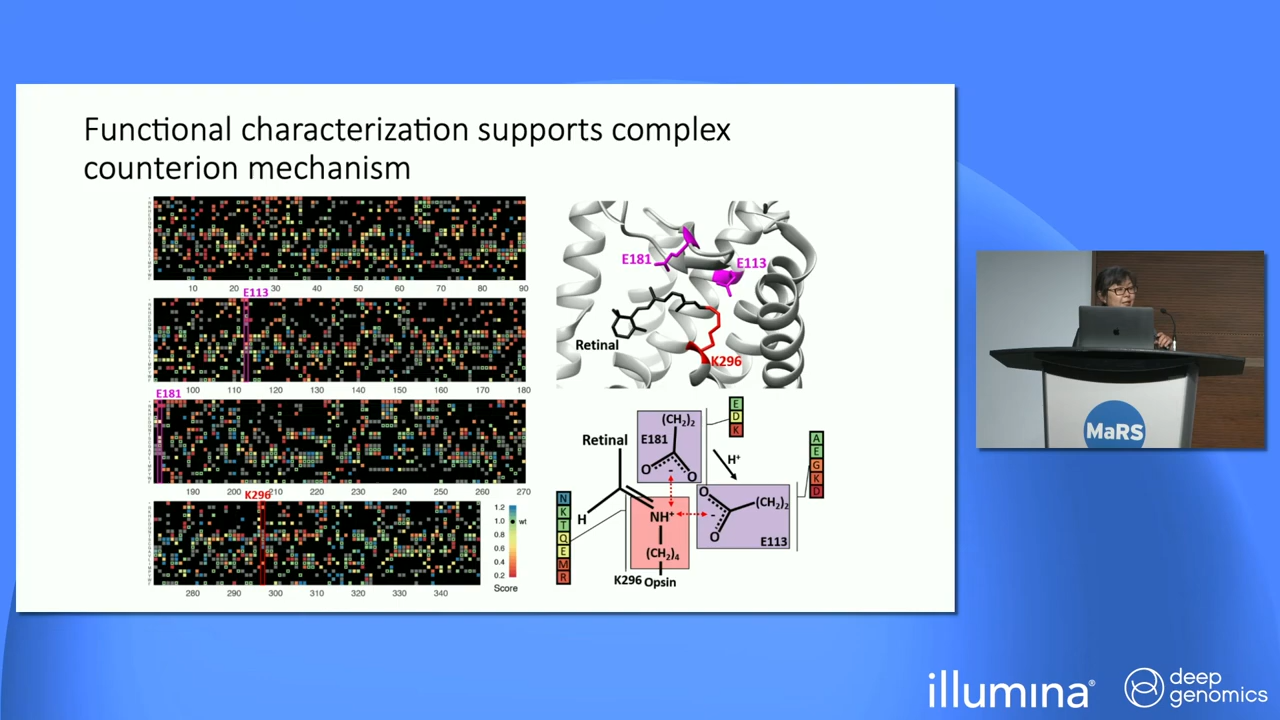 Functional characterization supports complex
counterion mechanism
10 20 30 40 50 60 70 80 90
E113
100 110 120 130 140 150 160 170 180
E181
190 200 210 220 230 240 250 260 270
K296
280 290 300 310 320 330 340
1.2
1.0
0.8
0.6
0.4
0.2
wt
Score
E181
E113
Retinal
K296
E
D
K
(CH₂)₂
E181
O
O
-
H⁺
A
E
G
K
D
Retinal
H
N
K
T
Q
E
M
R
NH⁺
(CH₂)₄
K296
Opsin
O
-
O
(CH₂)₂
E113
MaRS
illumina®
deep
genomics